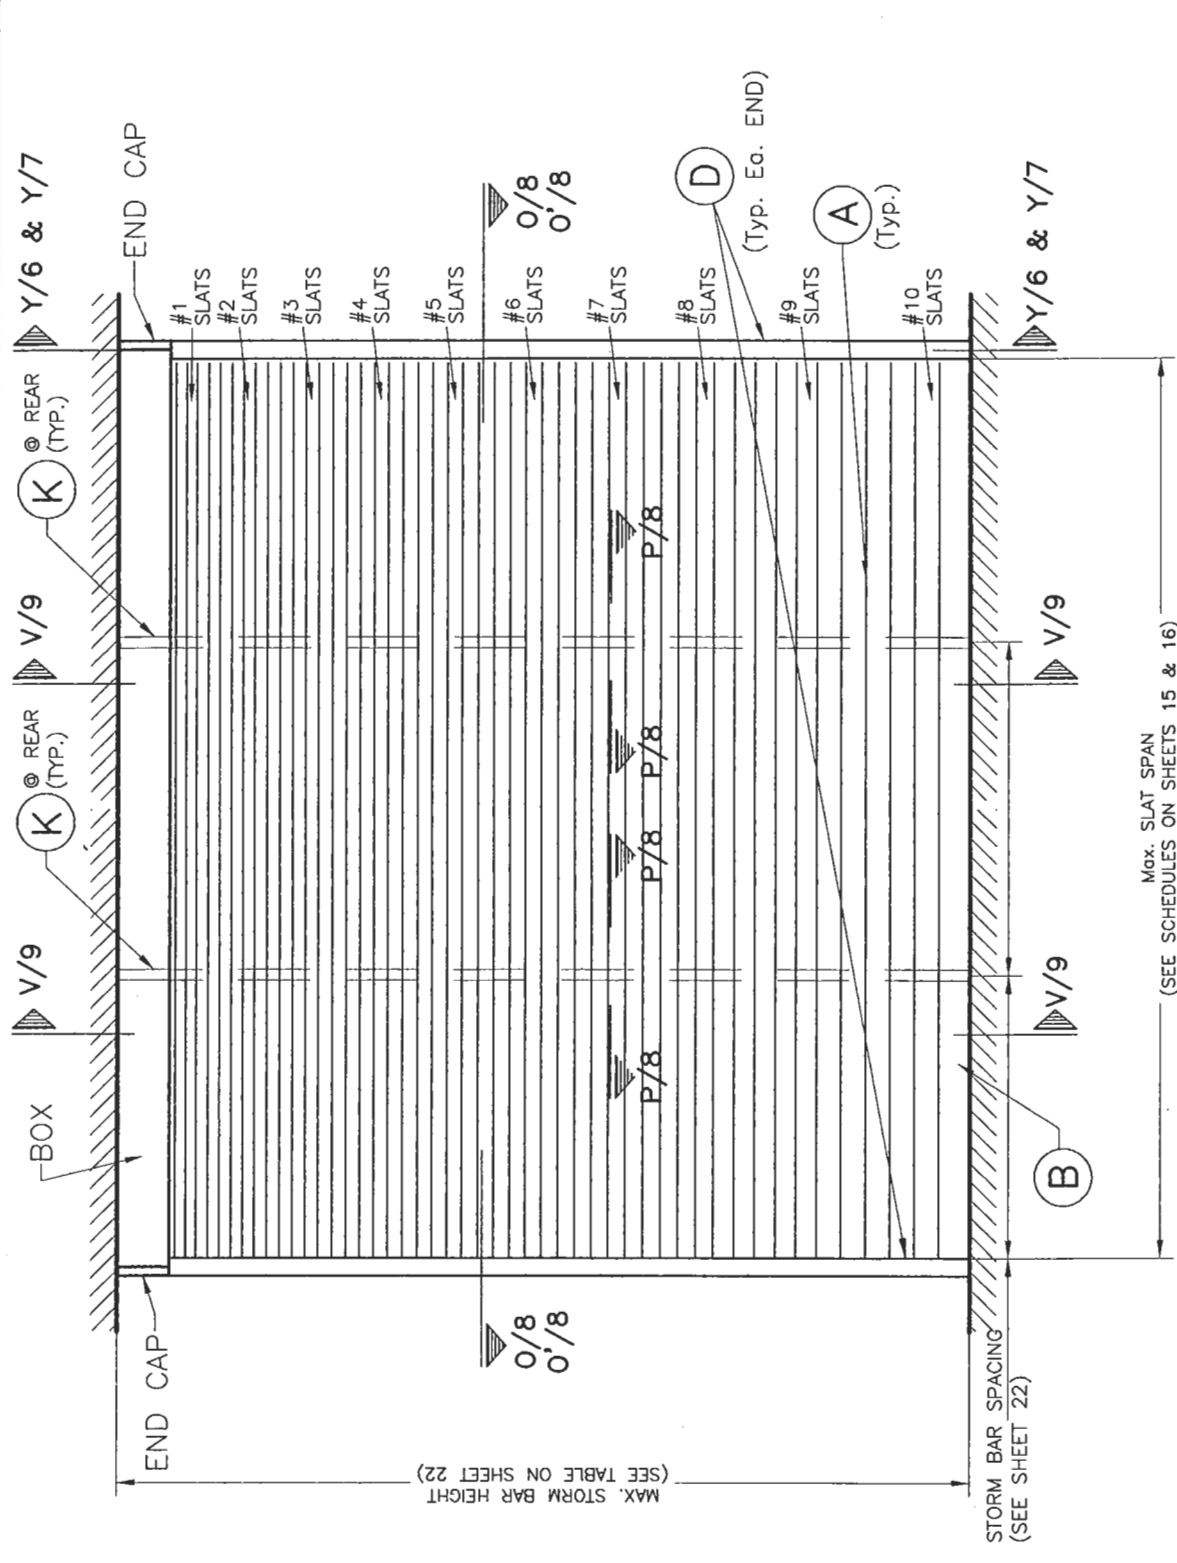 Y/6 & Y/7
END CAP
K
@ REAR
(TYP.)
V/9
K
@ REAR
(TYP.)
V/9
BOX
END CAP
#1
SLATS
#2
SLATS
#3
SLATS
#4
SLATS
#5
SLATS
#6
SLATS
#7
SLATS
#8
SLATS
#9
SLATS
#10
SLATS
O/8
O'/8
D
(Typ. Ea. END)
A
(Typ.)
P/8
P/8
P/8
P/8
O/8
O'/8
Y/6 & Y/7
V/9
V/9
B
MAX. STORM BAR HEIGHT
(SEE TABLE ON SHEET 22)
STORM BAR SPACING
(SEE SHEET 22)
Max. SLAT SPAN
(SEE SCHEDULES ON SHEETS 15 & 16)